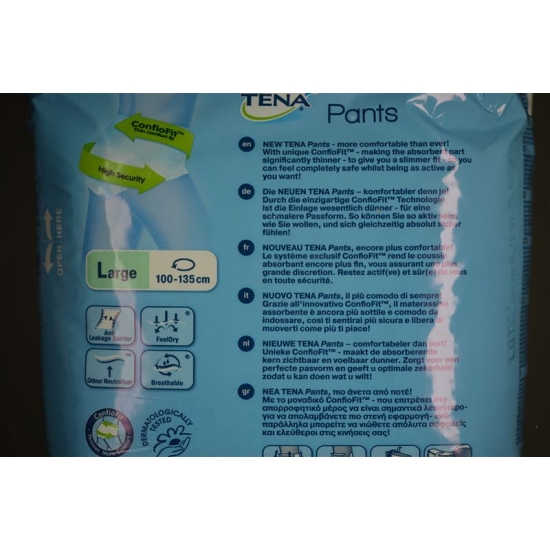 TENA
Pants
ConfioFit™
Thin comfort fit
High Security
OPEN HERE
Large
100-135cm
Anti
Leakage Barrier
FeelDry
Odour Neutralizer
Breathable
ConfioFit
DERMATOLOGICALLY
TESTED
en
NEW TENA Pants - more comfortable than ever!
With unique ConfioFit™ - making the absorbent part
significantly thinner - to give you a slimmer fit - so you
can feel completely safe whilst being as active as
you want!
de
Die NEUEN TENA Pants – komfortabler denn je!
Durch die einzigartige ConfioFit™ Technologie
ist die Einlage wesentlich dünner - für eine
schmalere Passform. So können Sie so aktiv sein,
wie Sie wollen, und sich gleichzeitig absolut sicher
fühlen!
fr
NOUVEAU TENA Pants, encore plus confortable!
Le système exclusif ConfioFit™ rend le coussin
absorbant encore plus fin, vous assurant une plus
grande discretion. Restez actif(ve) et sûr(e) de vous
en toute sécurité.
it
NUOVO TENA Pants, il più comodo di sempre!
Grazie all'innovativo ConfioFit™, il materassino
assorbente è ancora più sottile e comodo da
indossare, così ti sentirai più sicura e libera di
muoverti come più ti piace!
nl
NIEUWE TENA Pants – comfortabeler dan ooit!
Unieke ConfioFit™ - maakt de absorberende
kern zichtbaar en voelbaar dunner. Zorgt voor een
perfecte pasvorm en geeft u optimale zekerheid
zodat u kan doen wat u wilt!
gr
ΝΕΑ TENA Pants, πιο άνετα από ποτέ!
Με το μοναδικό ConfioFit™ - που επιτρέπει στο
απορροφητικό μέρος να είναι σημαντικά λεπτότερο-
για να απολαμβάνετε πιο στενή εφαρμογή-
παράλληλα μπορείτε να νιώθετε απόλυτα ασφαλείς
και ελεύθεροι στις κινήσεις σας!